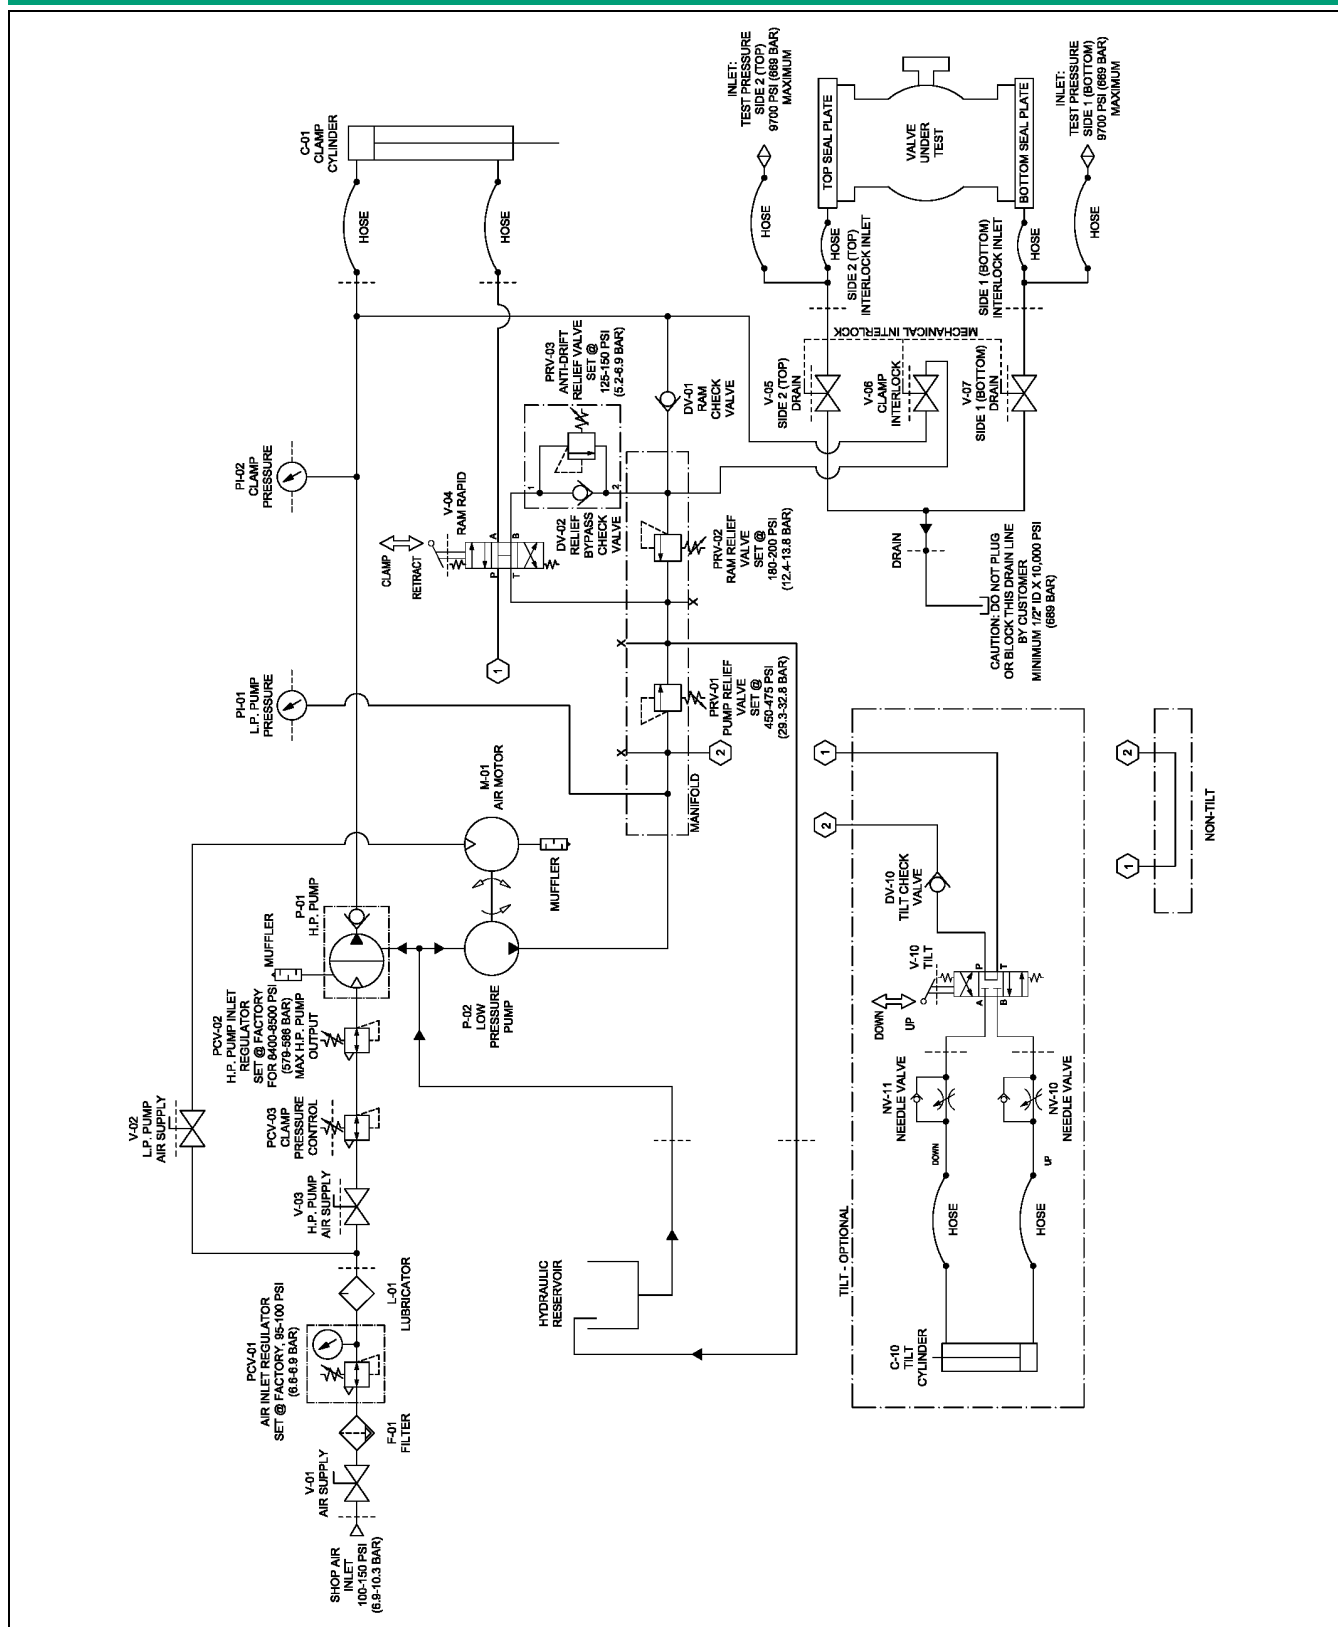 SHOP AIR
INLET
100-150 PSI
(6.9-10.3 BAR)
V-01
AIR SUPPLY
F-01
FILTER
PCV-01
AIR INLET REGULATOR
SET @ FACTORY, 95-100 PSI
(6.6-6.9 BAR)
L-01
LUBRICATOR
V-02
L.P. PUMP
AIR SUPPLY
V-03
H.P. PUMP
AIR SUPPLY
PCV-03
CLAMP
PRESSURE
CONTROL
PCV-02
H.P. PUMP INLET
REGULATOR
SET @ FACTORY
FOR 8400-8500 PSI
(579-586 BAR)
MAX H.P. PUMP
OUTPUT
MUFFLER
P-01
H.P. PUMP
P-02 LOW
PRESSURE
PUMP
M-01
AIR MOTOR
MUFFLER
HYDRAULIC
RESERVOIR
PI-01
L.P. PUMP
PRESSURE
PI-02
CLAMP
PRESSURE
C-01
CLAMP
CYLINDER
HOSE
HOSE
1
CLAMP
RETRACT
V-04
RAM RAPID
P
A
T
B
PRV-03
ANTI-DRIFT
RELIEF VALVE
SET @
125-150 PSI
(5.2-6.9 BAR)
1
2
DV-02
RELIEF
BYPASS
CHECK
VALVE
DV-01
RAM
CHECK
VALVE
MANIFOLD
2
PRV-01
PUMP RELIEF
VALVE
SET @
450-475 PSI
(29.3-32.8 BAR)
PRV-02
RAM RELIEF
VALVE
SET @
180-200 PSI
(12.4-13.8 BAR)
X
X
X
INLET:
TEST PRESSURE
SIDE 2 (TOP)
9700 PSI (669 BAR)
MAXIMUM
HOSE
HOSE
SIDE 2 (TOP)
INTERLOCK INLET
TOP SEAL PLATE
VALVE
UNDER
TEST
BOTTOM SEAL PLATE
INLET:
TEST PRESSURE
SIDE 1 (BOTTOM)
9700 PSI (669 BAR)
MAXIMUM
HOSE
HOSE
SIDE 1 (BOTTOM)
INTERLOCK INLET
MECHANICAL INTERLOCK
V-05
SIDE 2 (TOP)
DRAIN
V-06
CLAMP
INTERLOCK
V-07
SIDE 1 (BOTTOM)
DRAIN
DRAIN
CAUTION: DO NOT PLUG
OR BLOCK THIS DRAIN LINE
BY CUSTOMER
MINIMUM 1/2" ID X 10,000 PSI
(689 BAR)
TILT - OPTIONAL
C-10
TILT
CYLINDER
HOSE
HOSE
DOWN
UP
NV-11
NEEDLE VALVE
NV-10
NEEDLE VALVE
DOWN
UP
V-10
TILT
A
P
B
T
DV-10
TILT CHECK
VALVE
2
1
1
2
NON-TILT